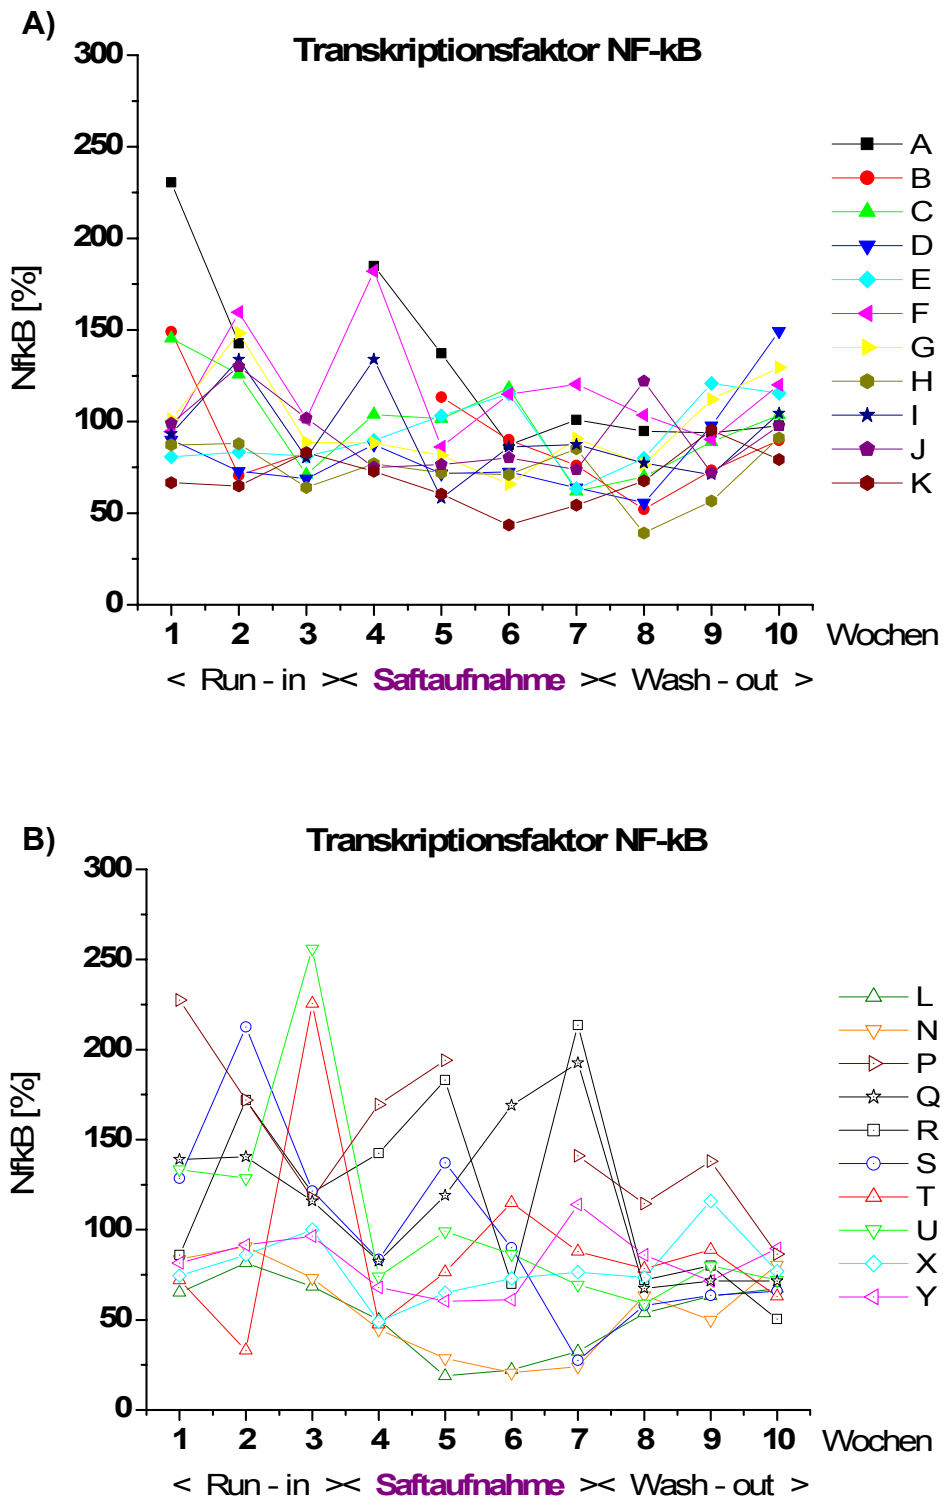 A)
Transkriptionsfaktor NF-kB
300
250
200
150
100
50
0
NfkB [%]
1 2 3 4 5 6 7 8 9 10 Wochen
< Run - in >< Saftaufnahme >< Wash - out >
A
B
C
D
E
F
G
H
I
J
K
B)
Transkriptionsfaktor NF-kB
300
250
200
150
100
50
0
NfkB [%]
1 2 3 4 5 6 7 8 9 10 Wochen
< Run - in >< Saftaufnahme >< Wash - out >
L
N
P
Q
R
S
T
U
X
Y